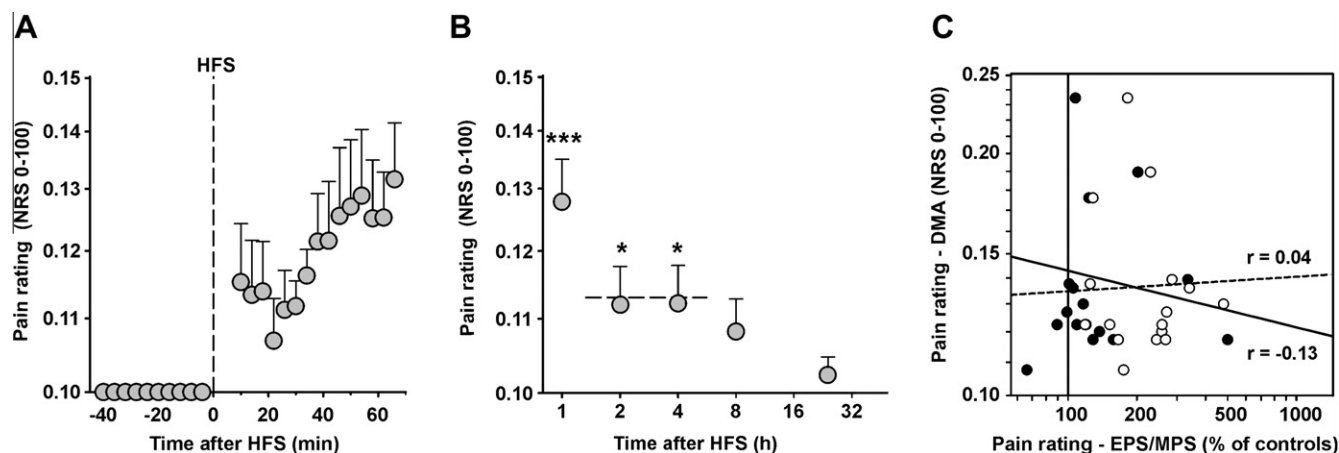 A
HFS
Pain rating (NRS 0-100)
0.15
0.14
0.13
0.12
0.11
0.10
-40
-20
0
20
40
60
Time after HFS (min)
B
Pain rating (NRS 0-100)
0.15
0.14
0.13
0.12
0.11
0.10
***
*
*
1
2
4
8
16
32
Time after HFS (h)
C
Pain rating - DMA (NRS 0-100)
0.25
0.20
0.15
0.10
r = 0.04
r = -0.13
100
200
500
1000
Pain rating - EPS/MPS (% of controls)